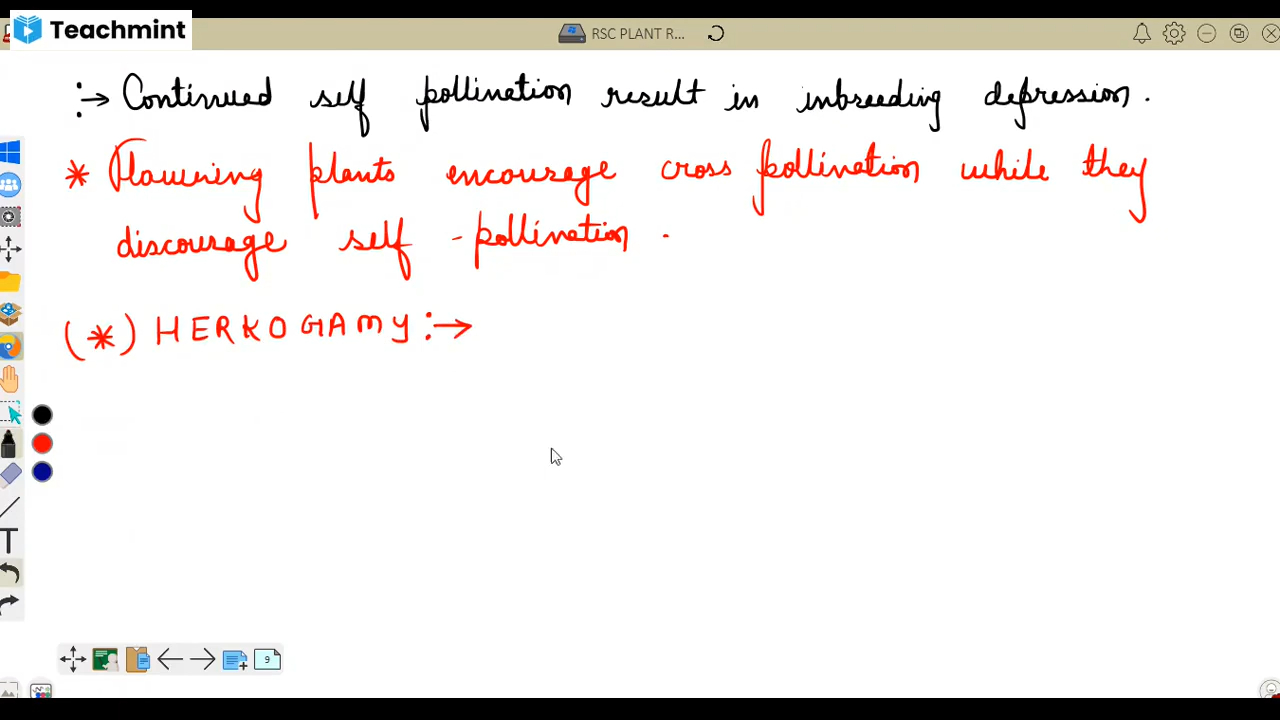 Teachmint
RSC PLANT R...
:→ Continued self pollination result in inbreeding depression.
* Flowering plants encourage cross pollination while they
discourage self - pollination .
(*) HERKOGAMY :→
T
9